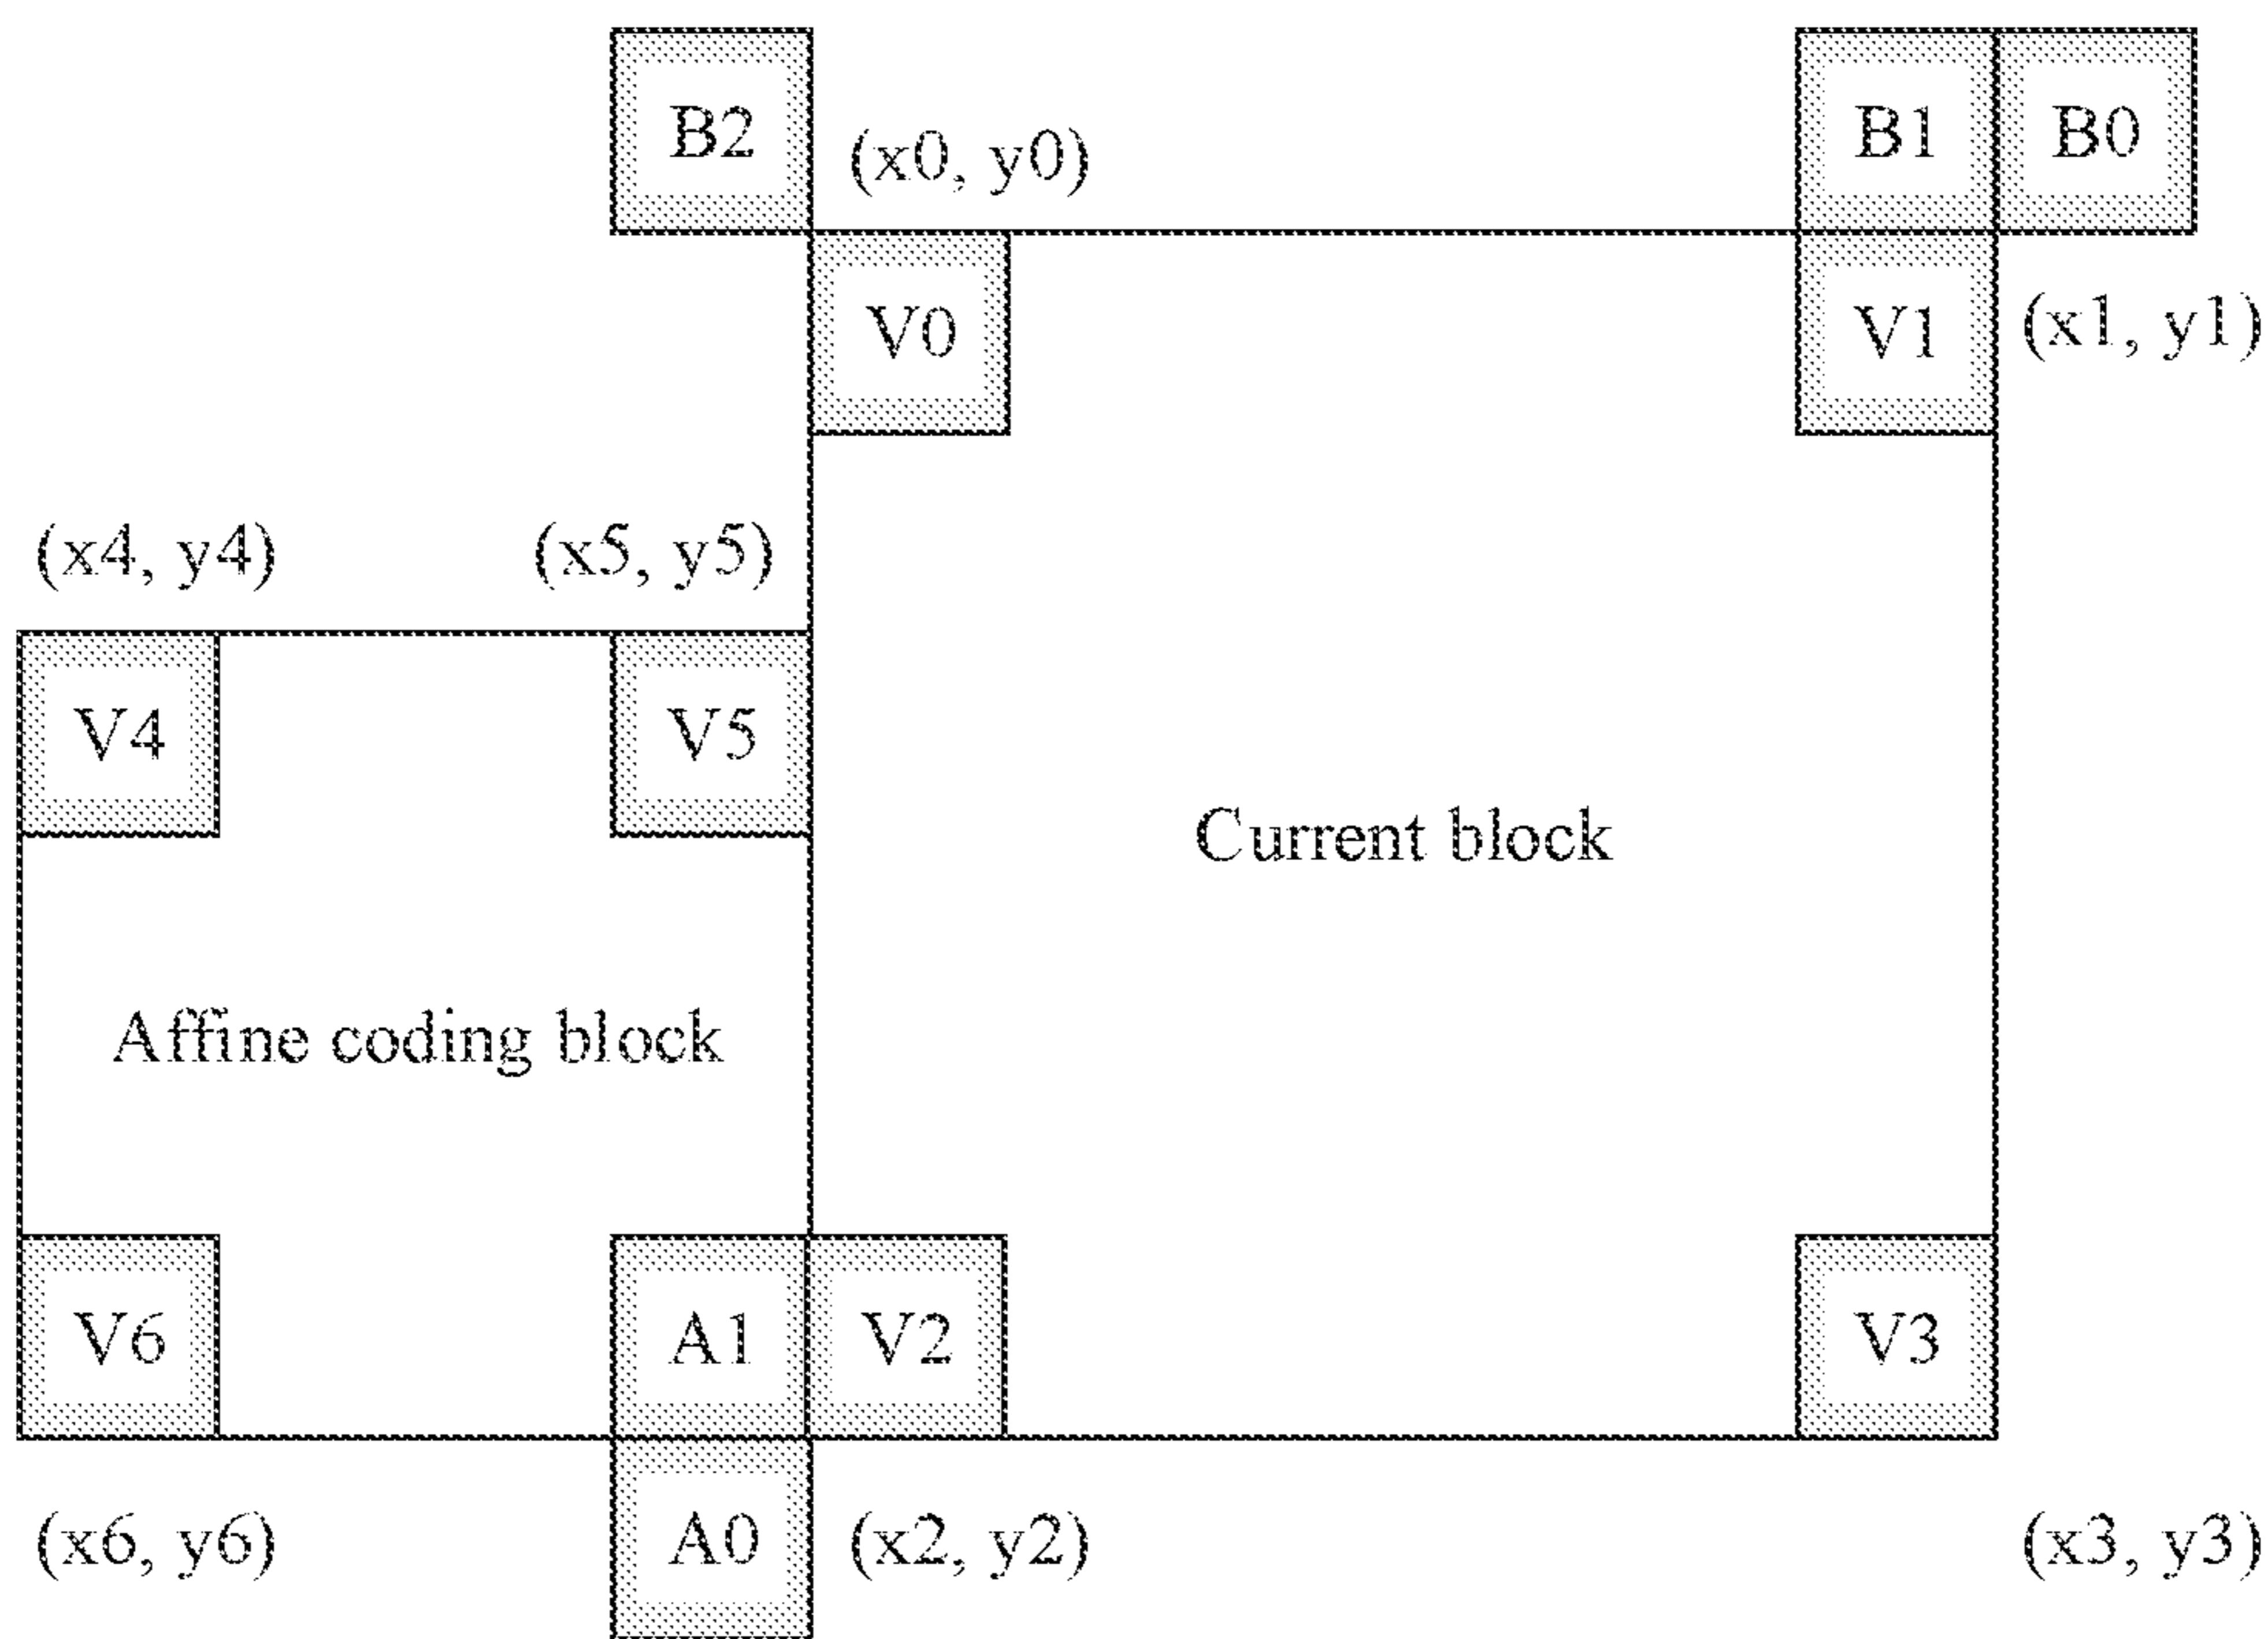 B2 (x0, y0) B1 B0
V0 V1 (x1, y1)
(x4, y4) (x5, y5)
V4 V5
Current block
Affine coding block
V6 A1 V2 V3
(x6, y6) A0 (x2, y2) (x3, y3)